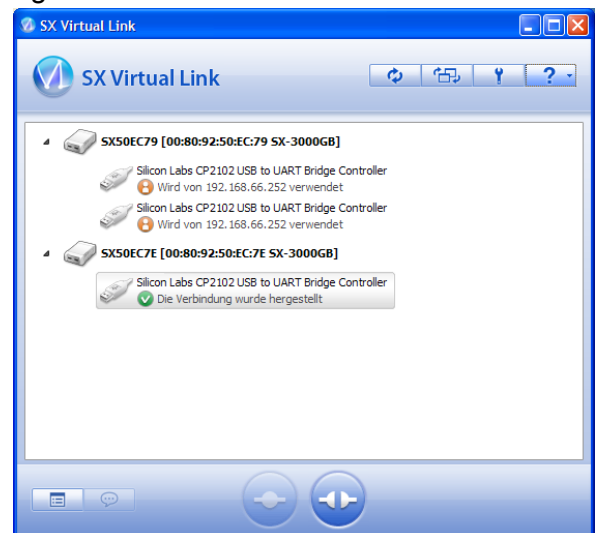 SX Virtual Link
SX Virtual Link
?
SX50EC79 [00:80:92:50:EC:79 SX-3000GB]
Silicon Labs CP2102 USB to UART Bridge Controller
Wird von 192.168.66.252 verwendet
Silicon Labs CP2102 USB to UART Bridge Controller
Wird von 192.168.66.252 verwendet
SX50EC7E [00:80:92:50:EC:7E SX-3000GB]
Silicon Labs CP2102 USB to UART Bridge Controller
Die Verbindung wurde hergestellt